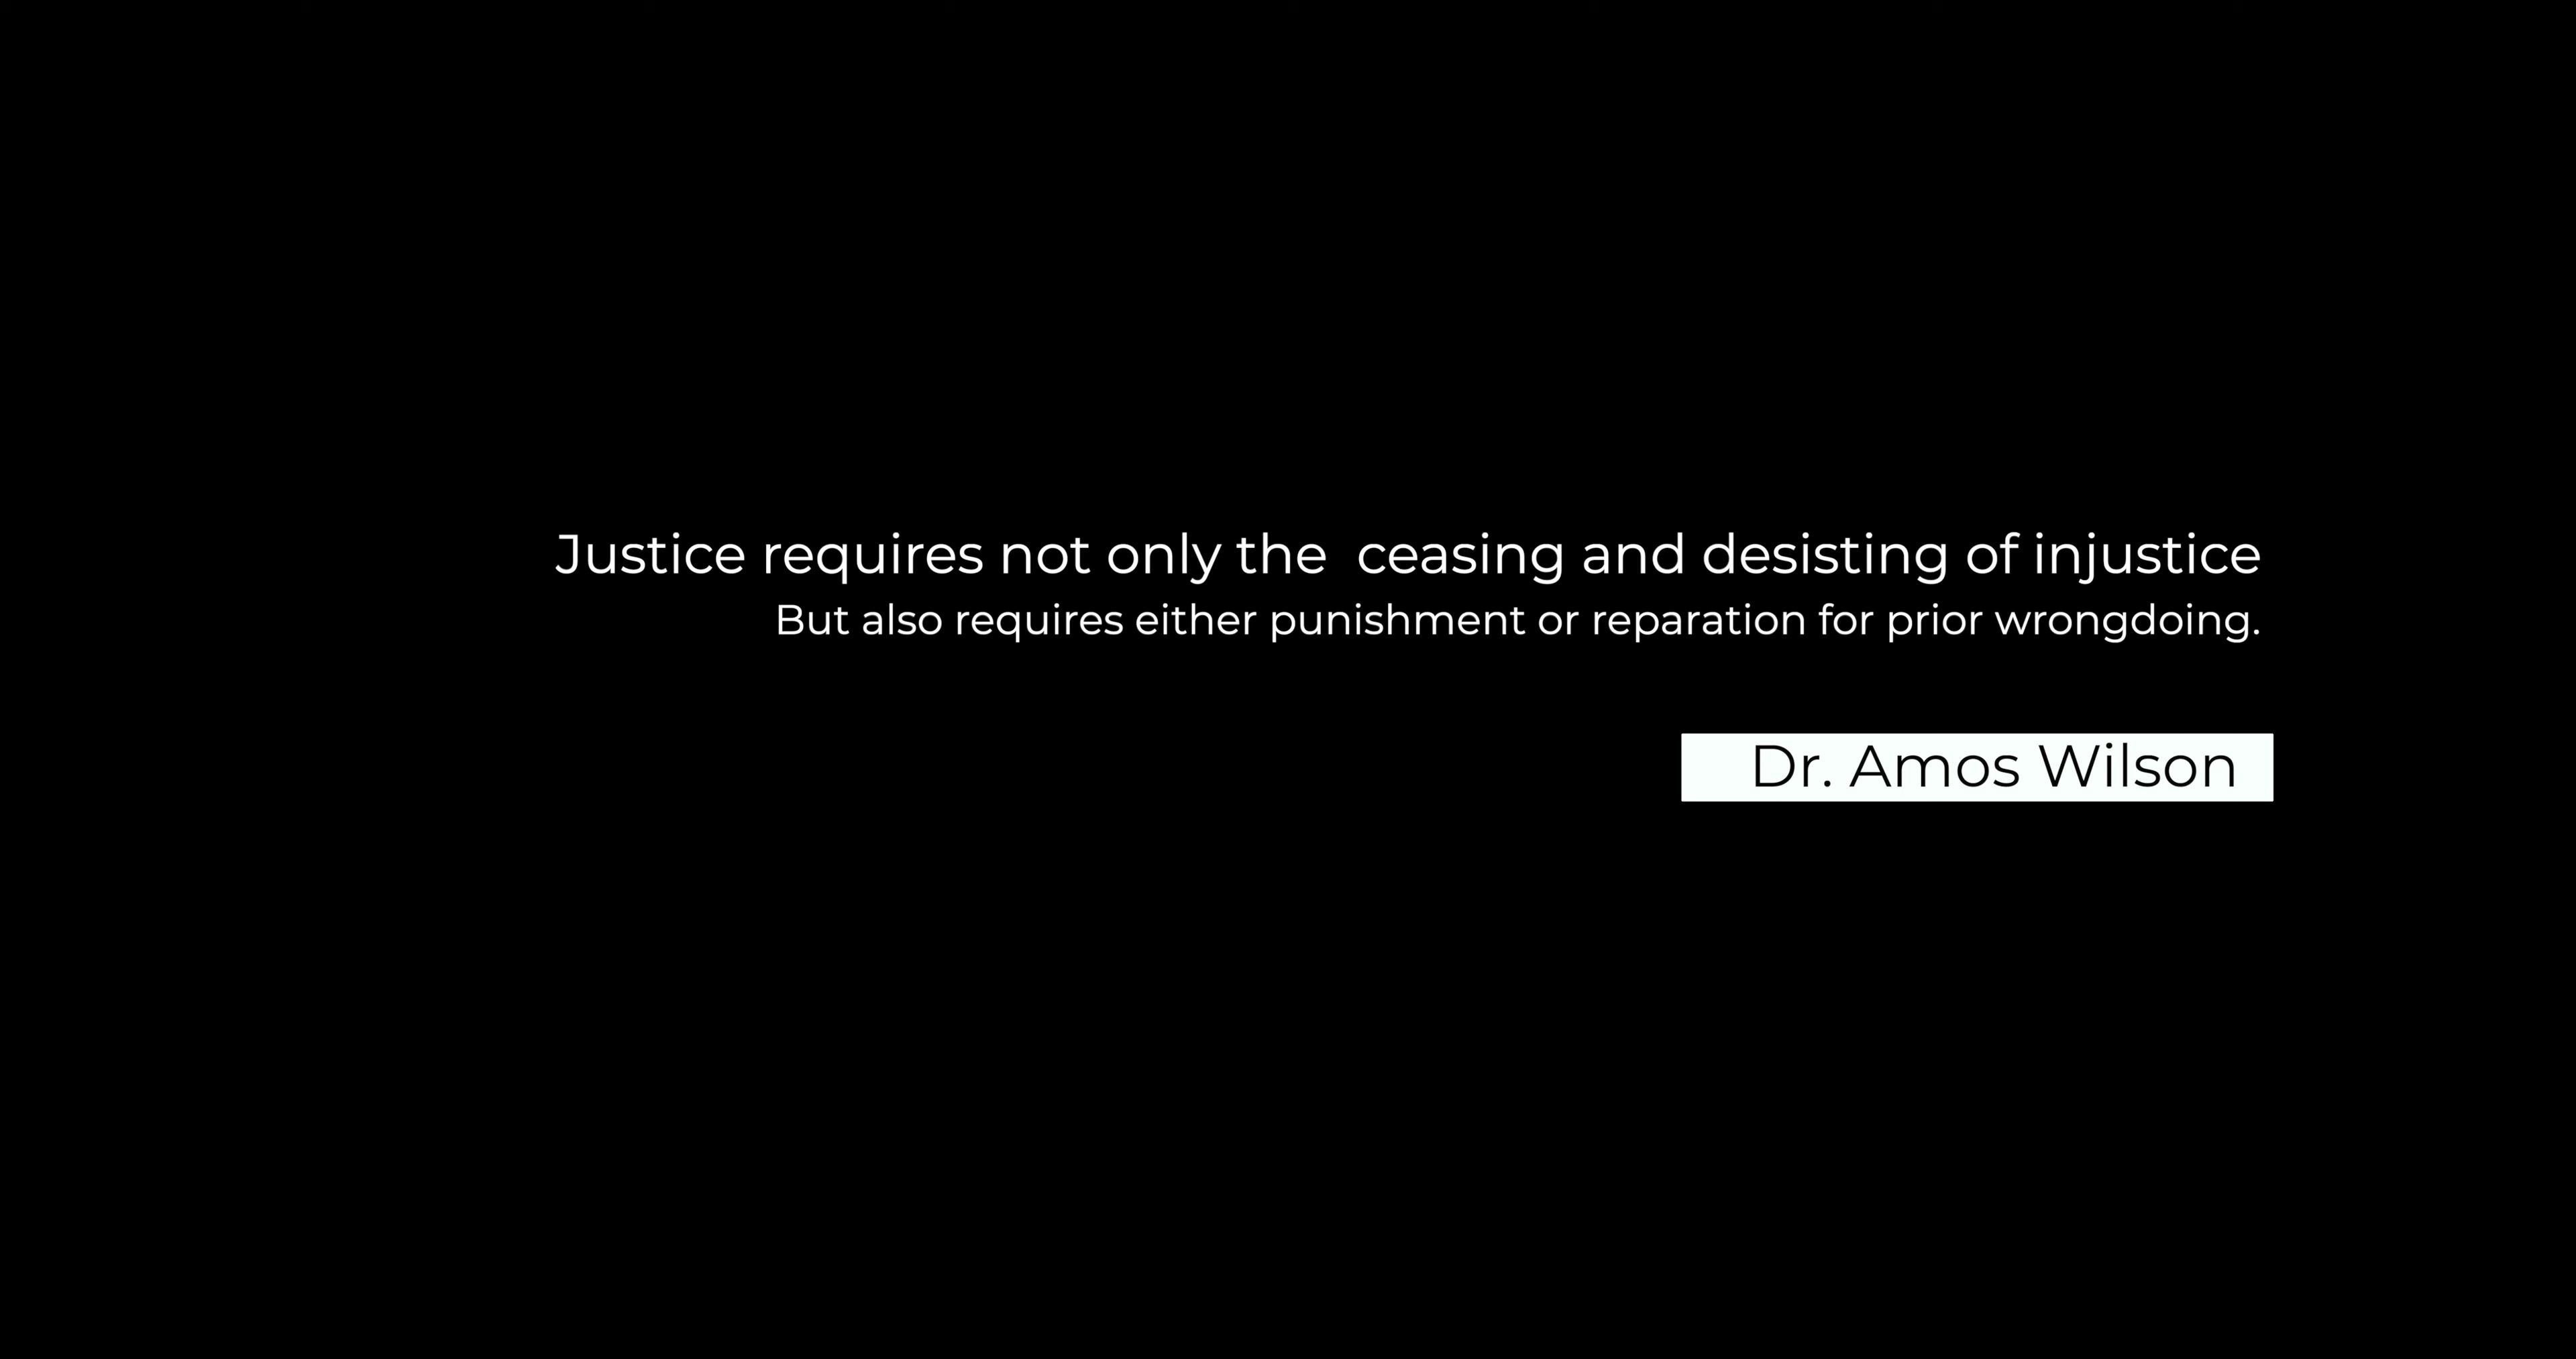 Justice requires not only the  ceasing and desisting of injustice
But also requires either punishment or reparation for prior wrongdoing.
Dr. Amos Wilson